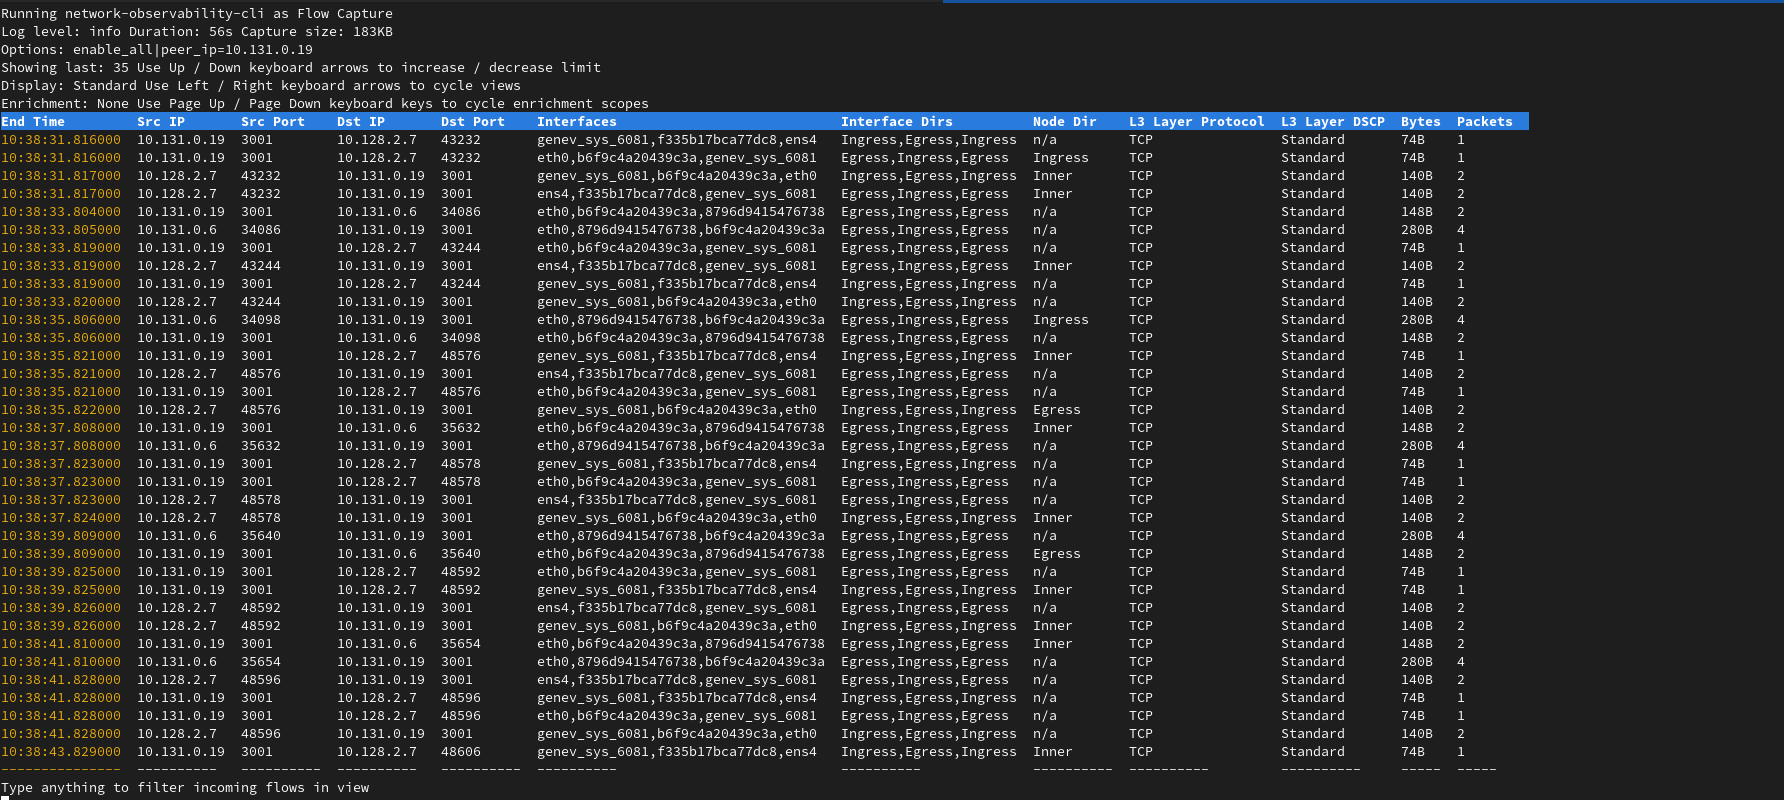 Running network-observability-cli as Flow Capture
Log level: info Duration: 56s Capture size: 183KB
Options: enable_all|peer_ip=10.131.0.19
Showing last: 35 Use Up / Down keyboard arrows to increase / decrease limit
Display: Standard Use Left / Right keyboard arrows to cycle views
Enrichment: None Use Page Up / Page Down keyboard keys to cycle enrichment scopes
End Time Src IP Src Port Dst IP Dst Port Interfaces Interface Dirs Node Dir L3 Layer Protocol L3 Layer DSCP Bytes Packets
10:38:31.816000 10.131.0.19 3001 10.128.2.7 43232 genev_sys_6081,f335b17bca77dc8,ens4 Ingress,Egress,Ingress n/a TCP Standard 74B 1
10:38:31.816000 10.131.0.19 3001 10.128.2.7 43232 eth0,b6f9c4a20439c3a,genev_sys_6081 Egress,Ingress,Egress Ingress TCP Standard 74B 1
10:38:31.817000 10.128.2.7 43232 10.131.0.19 3001 genev_sys_6081,b6f9c4a20439c3a,eth0 Ingress,Egress,Ingress Inner TCP Standard 140B 2
10:38:31.817000 10.128.2.7 43232 10.131.0.19 3001 ens4,f335b17bca77dc8,genev_sys_6081 Egress,Ingress,Egress Inner TCP Standard 140B 2
10:38:33.804000 10.131.0.19 3001 10.131.0.6 34086 eth0,b6f9c4a20439c3a,8796d9415476738 Egress,Ingress,Egress n/a TCP Standard 148B 2
10:38:33.805000 10.131.0.6 34086 10.131.0.19 3001 eth0,8796d9415476738,b6f9c4a20439c3a Egress,Ingress,Egress n/a TCP Standard 280B 4
10:38:33.819000 10.131.0.19 3001 10.128.2.7 43244 eth0,b6f9c4a20439c3a,genev_sys_6081 Egress,Ingress,Egress n/a TCP Standard 74B 1
10:38:33.819000 10.128.2.7 43244 10.131.0.19 3001 ens4,f335b17bca77dc8,genev_sys_6081 Egress,Ingress,Egress Inner TCP Standard 140B 2
10:38:33.819000 10.131.0.19 3001 10.128.2.7 43244 genev_sys_6081,f335b17bca77dc8,ens4 Ingress,Egress,Ingress n/a TCP Standard 74B 1
10:38:33.820000 10.128.2.7 43244 10.131.0.19 3001 genev_sys_6081,b6f9c4a20439c3a,eth0 Ingress,Egress,Ingress n/a TCP Standard 140B 2
10:38:35.806000 10.131.0.6 34098 10.131.0.19 3001 eth0,8796d9415476738,b6f9c4a20439c3a Egress,Ingress,Egress Ingress TCP Standard 280B 4
10:38:35.806000 10.131.0.19 3001 10.131.0.6 34098 eth0,b6f9c4a20439c3a,8796d9415476738 Egress,Ingress,Egress n/a TCP Standard 148B 2
10:38:35.821000 10.131.0.19 3001 10.128.2.7 48576 genev_sys_6081,f335b17bca77dc8,ens4 Ingress,Egress,Ingress Inner TCP Standard 74B 1
10:38:35.821000 10.128.2.7 48576 10.131.0.19 3001 ens4,f335b17bca77dc8,genev_sys_6081 Egress,Ingress,Egress n/a TCP Standard 140B 2
10:38:35.821000 10.131.0.19 3001 10.128.2.7 48576 eth0,b6f9c4a20439c3a,genev_sys_6081 Egress,Ingress,Egress n/a TCP Standard 74B 1
10:38:35.822000 10.128.2.7 48576 10.131.0.19 3001 genev_sys_6081,b6f9c4a20439c3a,eth0 Ingress,Egress,Ingress Egress TCP Standard 140B 2
10:38:37.808000 10.131.0.19 3001 10.131.0.6 35632 eth0,b6f9c4a20439c3a,8796d9415476738 Egress,Ingress,Egress Inner TCP Standard 148B 2
10:38:37.808000 10.131.0.6 35632 10.131.0.19 3001 eth0,8796d9415476738,b6f9c4a20439c3a Egress,Ingress,Egress n/a TCP Standard 280B 4
10:38:37.823000 10.131.0.19 3001 10.128.2.7 48578 genev_sys_6081,f335b17bca77dc8,ens4 Ingress,Egress,Ingress n/a TCP Standard 74B 1
10:38:37.823000 10.131.0.19 3001 10.128.2.7 48578 eth0,b6f9c4a20439c3a,genev_sys_6081 Egress,Ingress,Egress n/a TCP Standard 74B 1
10:38:37.823000 10.128.2.7 48578 10.131.0.19 3001 ens4,f335b17bca77dc8,genev_sys_6081 Egress,Ingress,Egress n/a TCP Standard 140B 2
10:38:37.824000 10.128.2.7 48578 10.131.0.19 3001 genev_sys_6081,b6f9c4a20439c3a,eth0 Ingress,Egress,Ingress Inner TCP Standard 140B 2
10:38:39.809000 10.131.0.6 35640 10.131.0.19 3001 eth0,8796d9415476738,b6f9c4a20439c3a Egress,Ingress,Egress n/a TCP Standard 280B 4
10:38:39.809000 10.131.0.19 3001 10.131.0.6 35640 eth0,b6f9c4a20439c3a,8796d9415476738 Egress,Ingress,Egress Egress TCP Standard 148B 2
10:38:39.825000 10.131.0.19 3001 10.128.2.7 48592 eth0,b6f9c4a20439c3a,genev_sys_6081 Egress,Ingress,Egress n/a TCP Standard 74B 1
10:38:39.825000 10.131.0.19 3001 10.128.2.7 48592 genev_sys_6081,f335b17bca77dc8,ens4 Ingress,Egress,Ingress Inner TCP Standard 74B 1
10:38:39.826000 10.128.2.7 48592 10.131.0.19 3001 ens4,f335b17bca77dc8,genev_sys_6081 Egress,Ingress,Egress n/a TCP Standard 140B 2
10:38:39.826000 10.128.2.7 48592 10.131.0.19 3001 genev_sys_6081,b6f9c4a20439c3a,eth0 Ingress,Egress,Ingress Inner TCP Standard 140B 2
10:38:41.810000 10.131.0.19 3001 10.131.0.6 35654 eth0,b6f9c4a20439c3a,8796d9415476738 Egress,Ingress,Egress Inner TCP Standard 148B 2
10:38:41.810000 10.131.0.6 35654 10.131.0.19 3001 eth0,8796d9415476738,b6f9c4a20439c3a Egress,Ingress,Egress n/a TCP Standard 280B 4
10:38:41.828000 10.128.2.7 48596 10.131.0.19 3001 ens4,f335b17bca77dc8,genev_sys_6081 Egress,Ingress,Egress n/a TCP Standard 140B 2
10:38:41.828000 10.131.0.19 3001 10.128.2.7 48596 genev_sys_6081,f335b17bca77dc8,ens4 Ingress,Egress,Ingress n/a TCP Standard 74B 1
10:38:41.828000 10.131.0.19 3001 10.128.2.7 48596 eth0,b6f9c4a20439c3a,genev_sys_6081 Egress,Ingress,Egress n/a TCP Standard 74B 1
10:38:41.828000 10.128.2.7 48596 10.131.0.19 3001 genev_sys_6081,b6f9c4a20439c3a,eth0 Ingress,Egress,Ingress n/a TCP Standard 140B 2
10:38:43.829000 10.131.0.19 3001 10.128.2.7 48606 genev_sys_6081,f335b17bca77dc8,ens4 Ingress,Egress,Ingress Inner TCP Standard 74B 1
--------------- ---------- ---------- ---------- ---------- ---------- ---------- ---------- ---------- ---------- ----- -----
Type anything to filter incoming flows in view